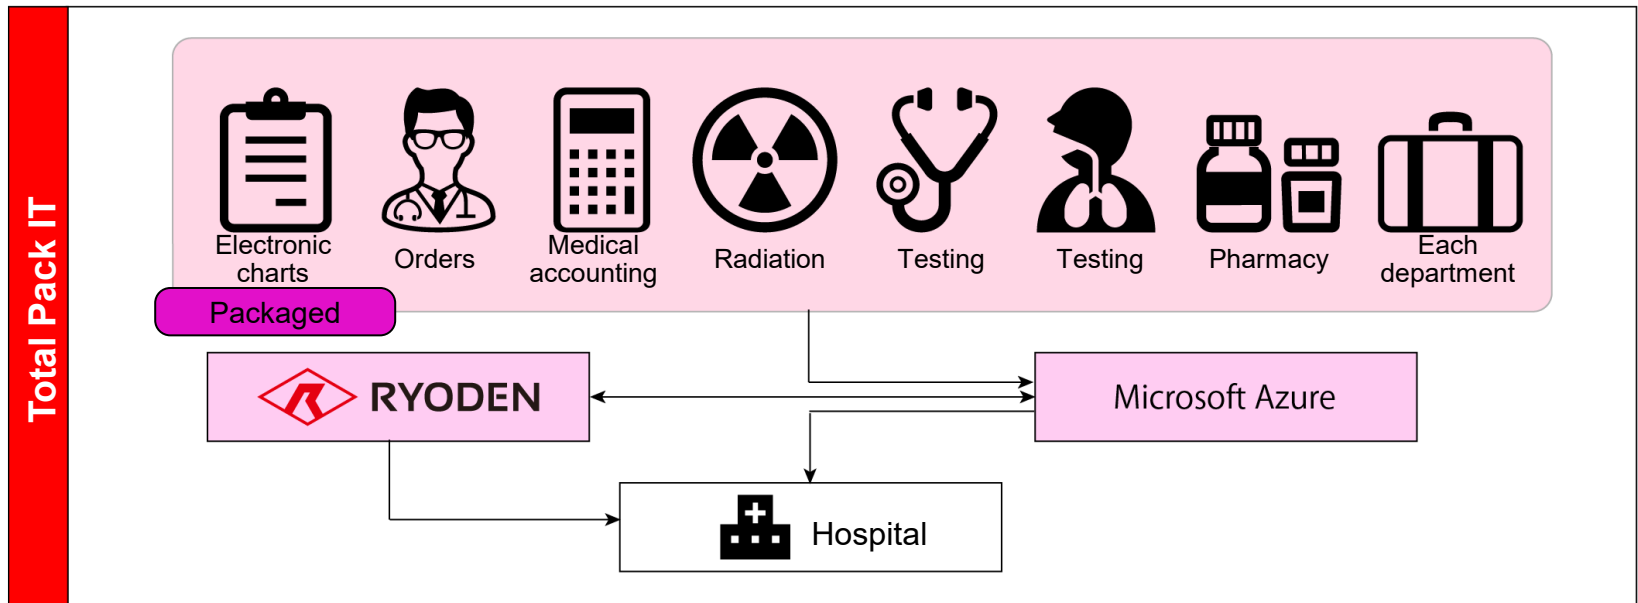 Total Pack IT
Electronic
charts
Orders
Medical
accounting
Radiation
Testing
Testing
Pharmacy
Each
department
Packaged
RYODEN
Microsoft Azure
Hospital